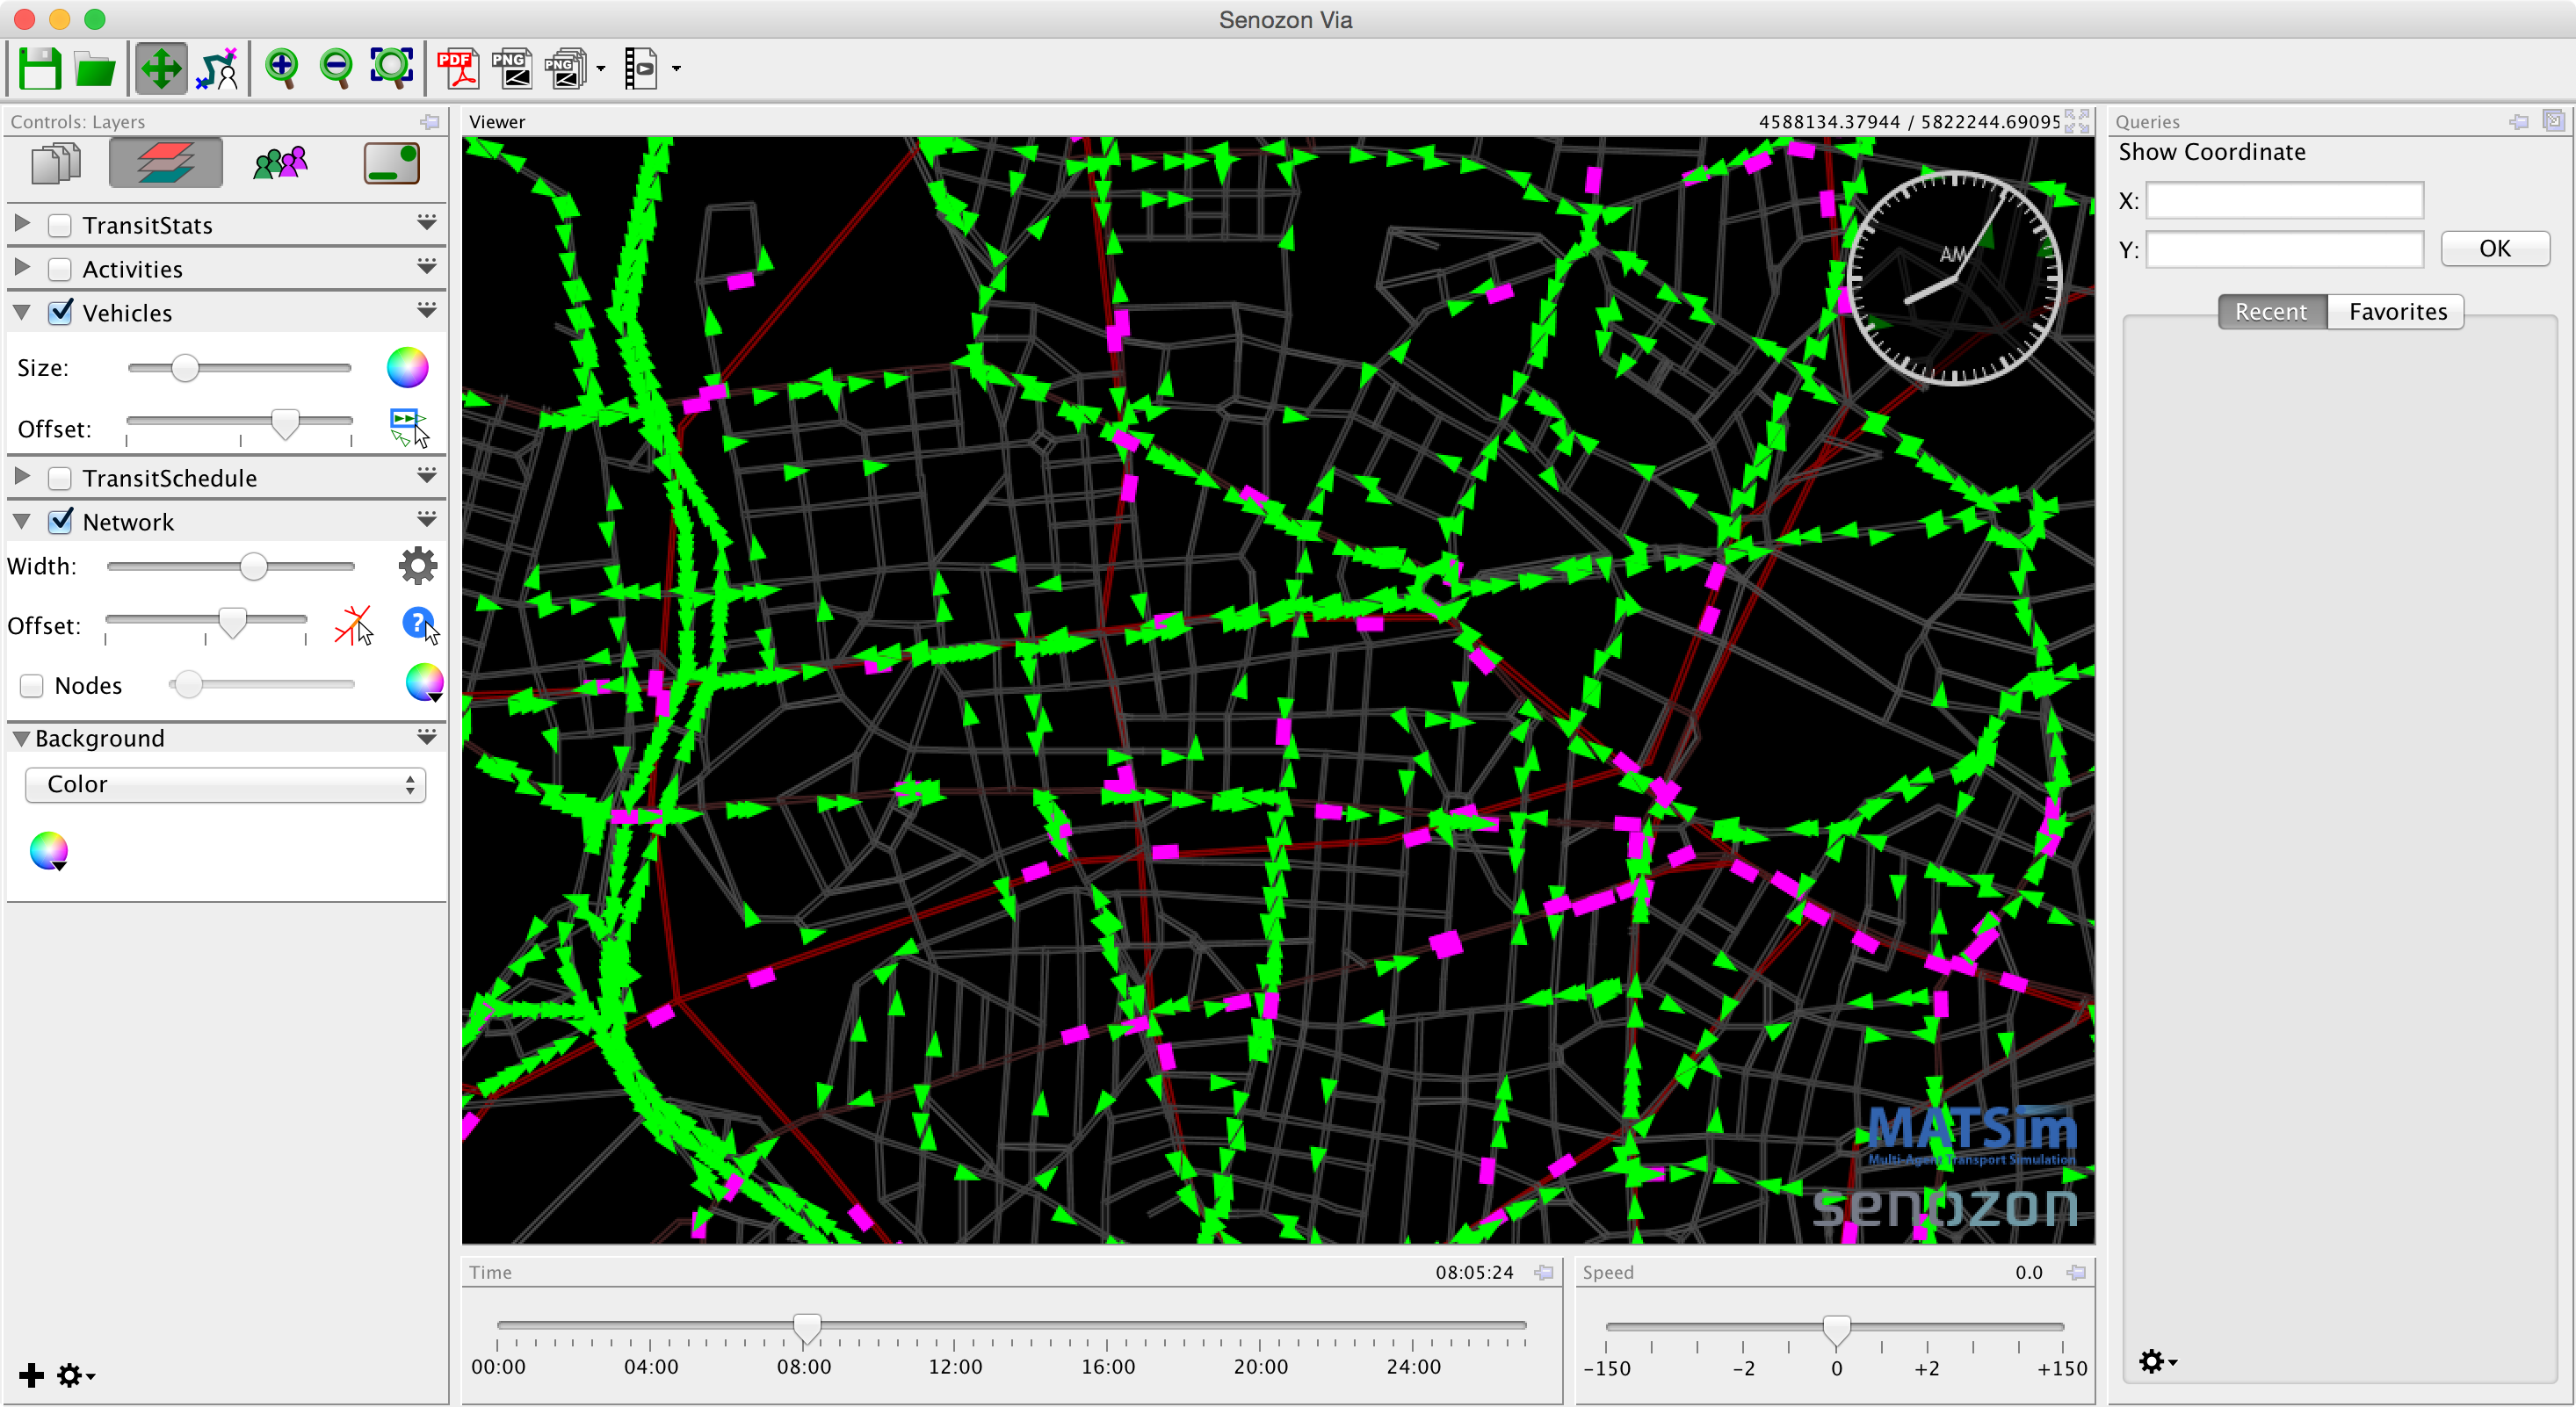 Senozon Via
PDF
PNG
PNG
Controls: Layers
TransitStats
Activities
Vehicles
Size:
Offset:
TransitSchedule
Network
Width:
Offset:
Nodes
Background
Color
Viewer
4588134.37944 / 5822244.69095
AM
MATSim
Multi-Agent Transport Simulation
senozon
Time
08:05:24
00:00 04:00 08:00 12:00 16:00 20:00 24:00
Speed
0.0
-150 -2 0 +2 +150
Queries
Show Coordinate
X:
Y:
OK
Recent Favorites